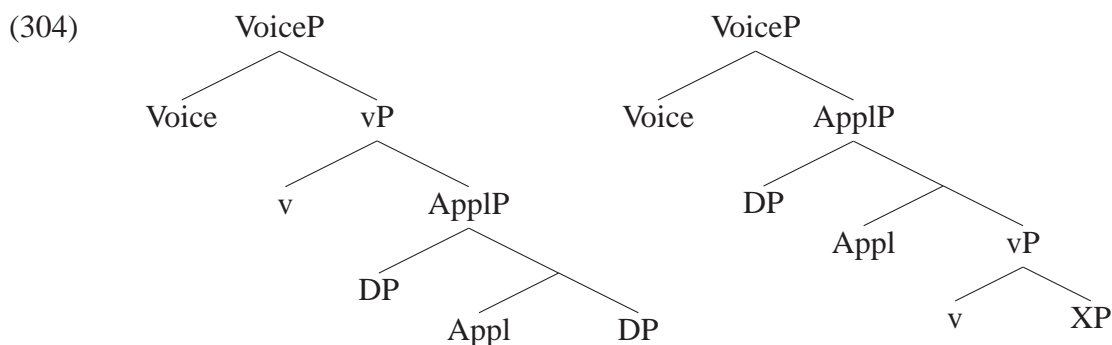 (304) VoiceP VoiceP
Voice vP Voice ApplP
v ApplP DP
DP Appl vP
Appl DP v XP